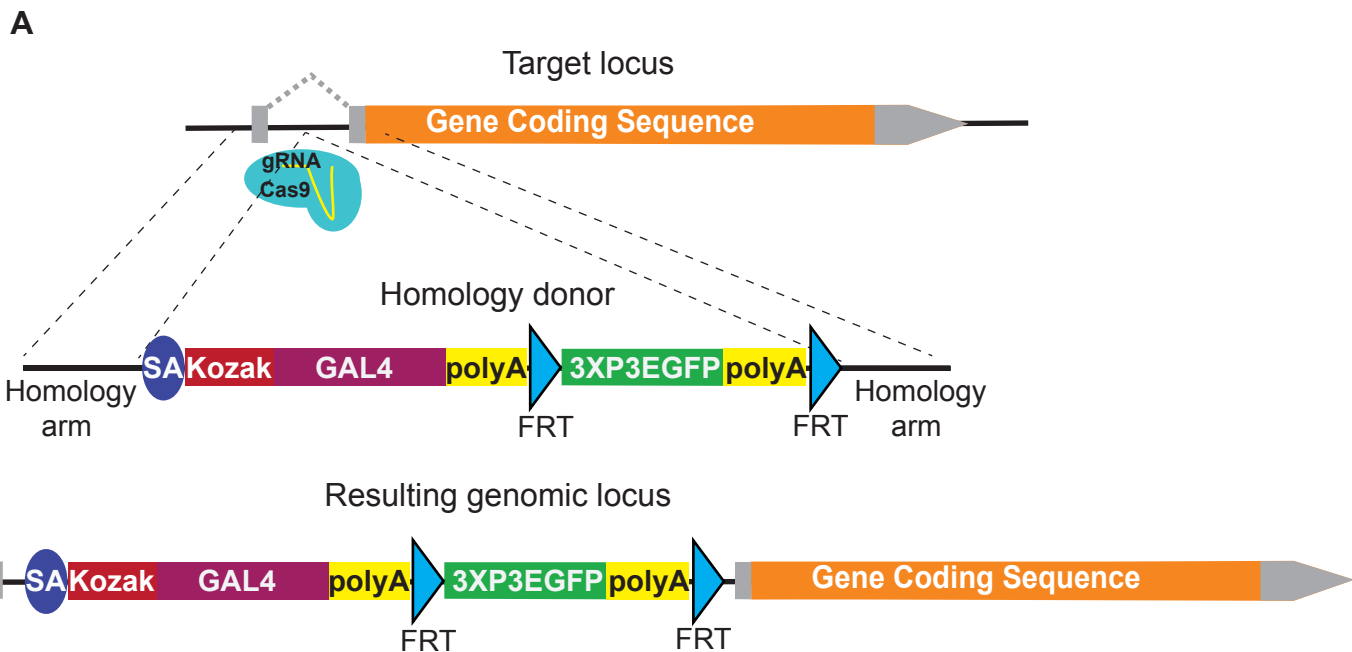 A
Target locus
Gene Coding Sequence
gRNA
Cas9
Homology donor
SA Kozak GAL4 polyA 3XP3EGFP polyA
Homology arm
FRT
FRT
Homology arm
Resulting genomic locus
SA Kozak GAL4 polyA 3XP3EGFP polyA Gene Coding Sequence
FRT
FRT